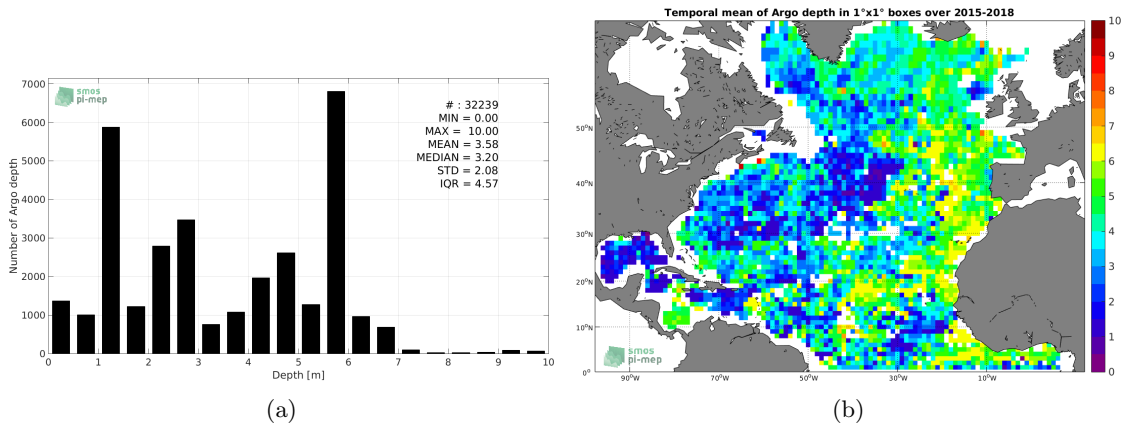 smos
pi-mep
# : 32239
MIN = 0.00
MAX = 10.00
MEAN = 3.58
MEDIAN = 3.20
STD = 2.08
IQR = 4.57
Number of Argo depth
7000
6000
5000
4000
3000
2000
1000
0
1 2 3 4 5 6 7 8 9 10
Depth [m]
(a)
Temporal mean of Argo depth in 1°x1° boxes over 2015-2018
50°N
40°N
30°N
20°N
10°N
0°
90°W 70°W 50°W 30°W 10°W
smos
pi-mep
10
9
8
7
6
5
4
3
2
1
0
(b)